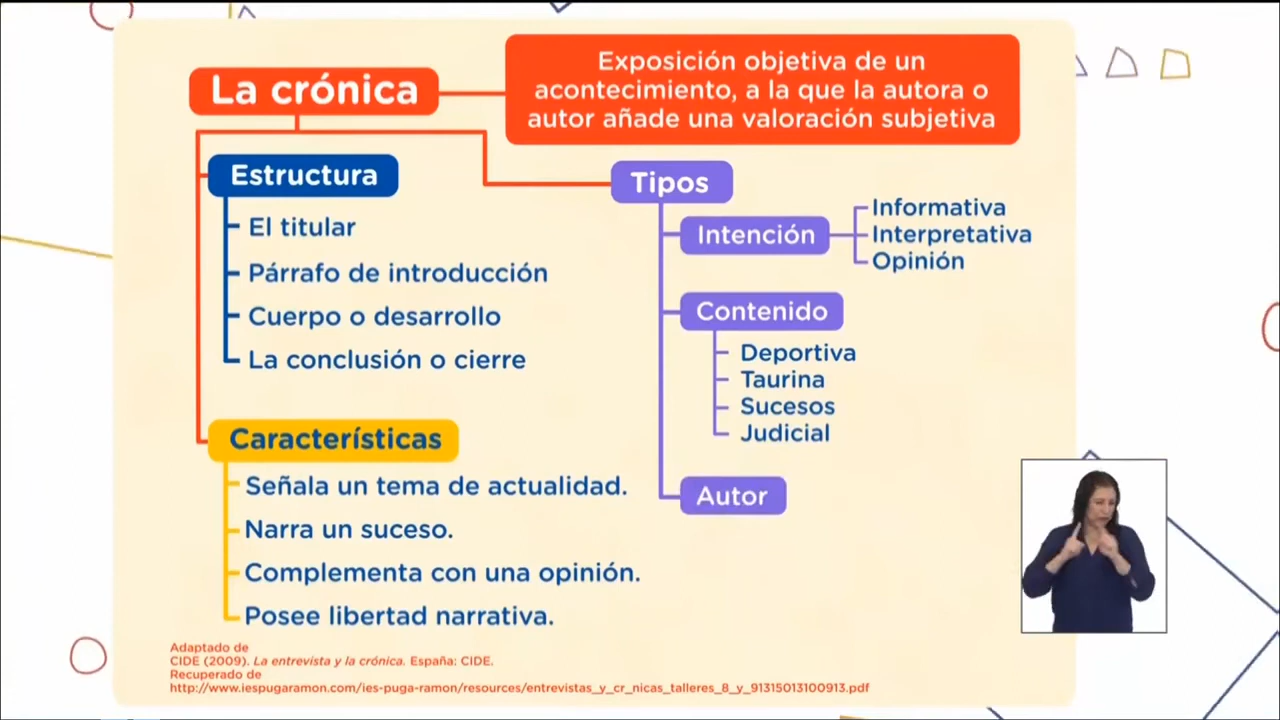 La crónica
Exposición objetiva de un
acontecimiento, a la que la autora o
autor añade una valoración subjetiva
Estructura
El titular
Párrafo de introducción
Cuerpo o desarrollo
La conclusión o cierre
Características
Señala un tema de actualidad.
Narra un suceso.
Complementa con una opinión.
Posee libertad narrativa.
Tipos
Intención
Informativa
Interpretativa
Opinión
Contenido
Deportiva
Taurina
Sucesos
Judicial
Autor
Adaptado de
CIDE (2009). La entrevista y la crónica. España: CIDE.
Recuperado de
http://www.iespugaramon.com/ies-puga-ramon/resources/entrevistas_y_cr_nicas_talleres_8_y_91315013100913.pdf